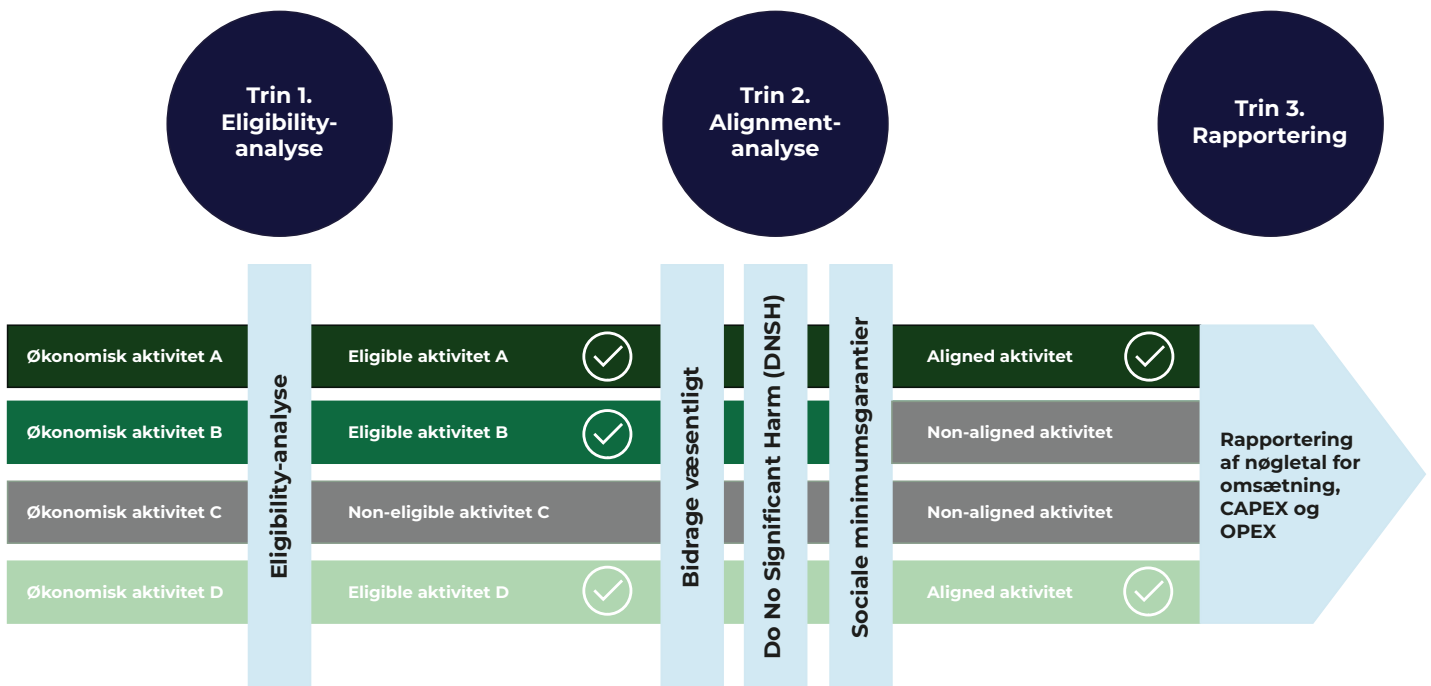 Trin 1.
Eligibility-
analyse
Trin 2.
Alignment-
analyse
Trin 3.
Rapportering
Økonomisk aktivitet A
Eligible aktivitet A
Aligned aktivitet
Økonomisk aktivitet B
Eligible aktivitet B
Non-aligned aktivitet
Økonomisk aktivitet C
Non-eligible aktivitet C
Non-aligned aktivitet
Økonomisk aktivitet D
Eligible aktivitet D
Aligned aktivitet
Eligibility-analyse
Bidrage væsentligt
Do No Significant Harm (DNSH)
Sociale minimumsgarantier
Rapportering
af nøgletal for
omsætning,
CAPEX og
OPEX